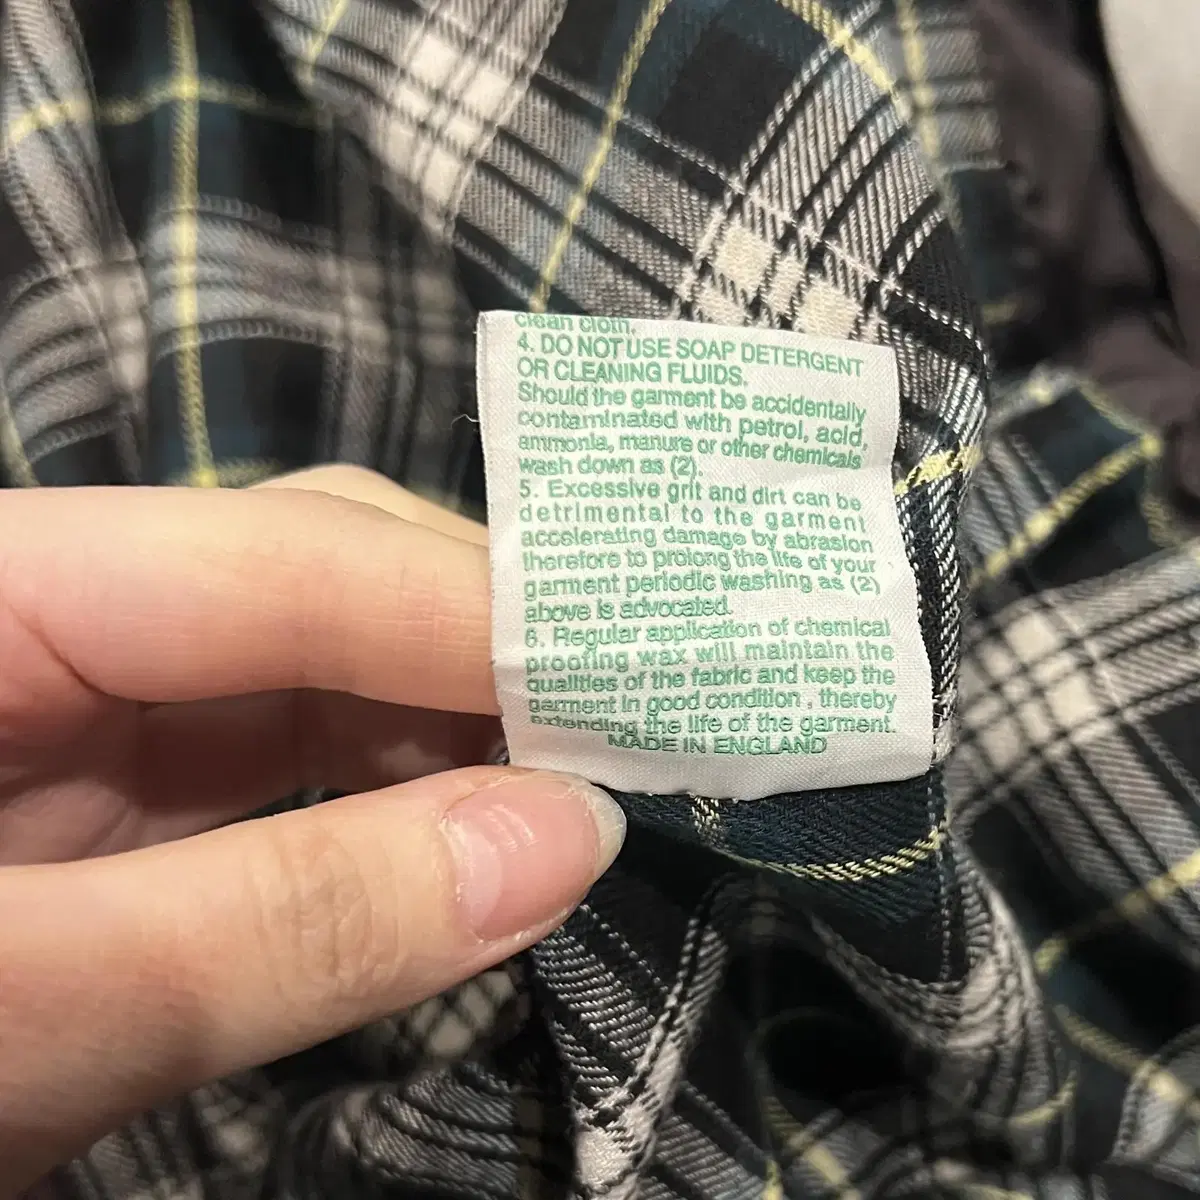 clean cloth.
4. DO NOT USE SOAP DETERGENT
OR CLEANING FLUIDS.
Should the garment be accidentally
contaminated with petrol, acid,
ammonia, manure or other chemicals
wash down as (2).
5. Excessive grit and dirt can be
detrimental to the garment
accelerating damage by abrasion
therefore to prolong the life of your
garment periodic washing as (2)
above is advocated.
6. Regular application of chemical
proofing wax will maintain the
qualities of the fabric and keep the
garment in good condition , thereby
extending the life of the garment.
MADE IN ENGLAND